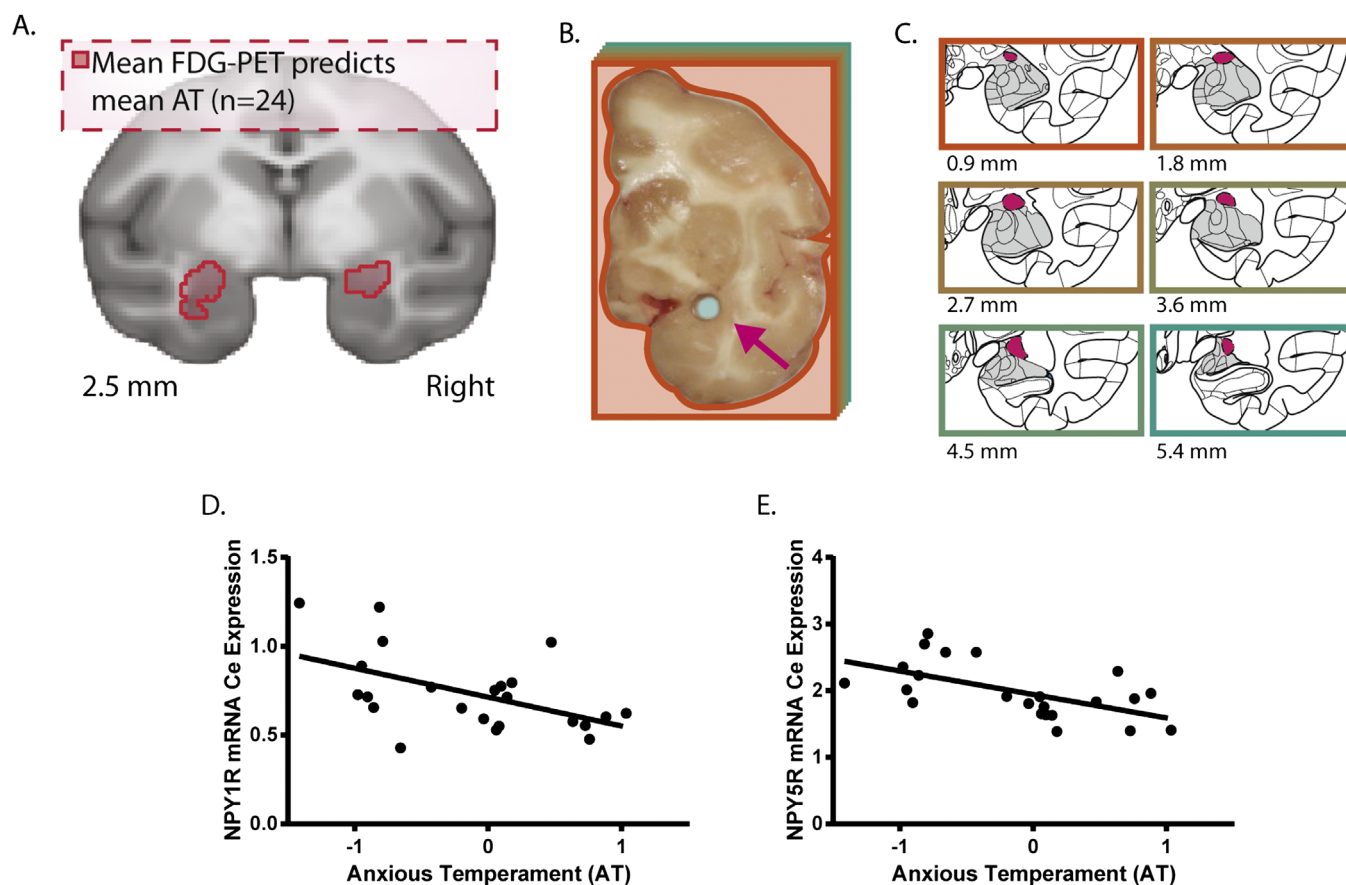 A.
Mean FDG-PET predicts
mean AT (n=24)
2.5 mm
Right
B.
C.
0.9 mm
1.8 mm
2.7 mm
3.6 mm
4.5 mm
5.4 mm
D.
NPY1R mRNA Ce Expression
1.5
1.0
0.5
0.0
-1
0
1
Anxious Temperament (AT)
E.
NPY5R mRNA Ce Expression
4
3
2
1
0
-1
0
1
Anxious Temperament (AT)